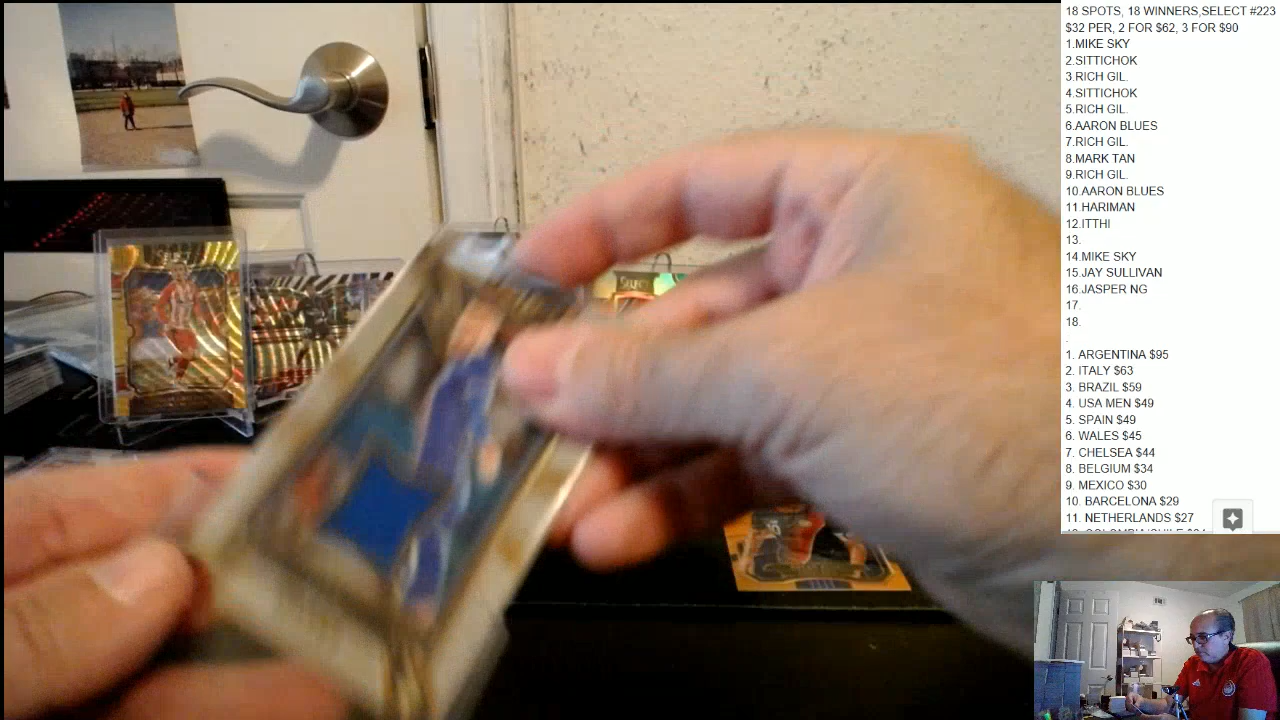 18 SPOTS, 18 WINNERS,SELECT #223
$32 PER, 2 FOR $62, 3 FOR $90
1.MIKE SKY
2.SITTICHOK
3.RICH GIL.
4.SITTICHOK
5.RICH GIL.
6.AARON BLUES
7.RICH GIL.
8.MARK TAN
9.RICH GIL.
10.AARON BLUES
11 HARIMAN
12.ITTHI
13.
14.MIKE SKY
15.JAY SULLIVAN
16.JASPER NG
17.
18.
.
1. ARGENTINA $95
2. ITALY $63
3. BRAZIL $59
4. USA MEN $49
5. SPAIN $49
6. WALES $45
7. CHELSEA $44
8. BELGIUM $34
9. MEXICO $30
10. BARCELONA $29
11. NETHERLANDS $27
SELECT